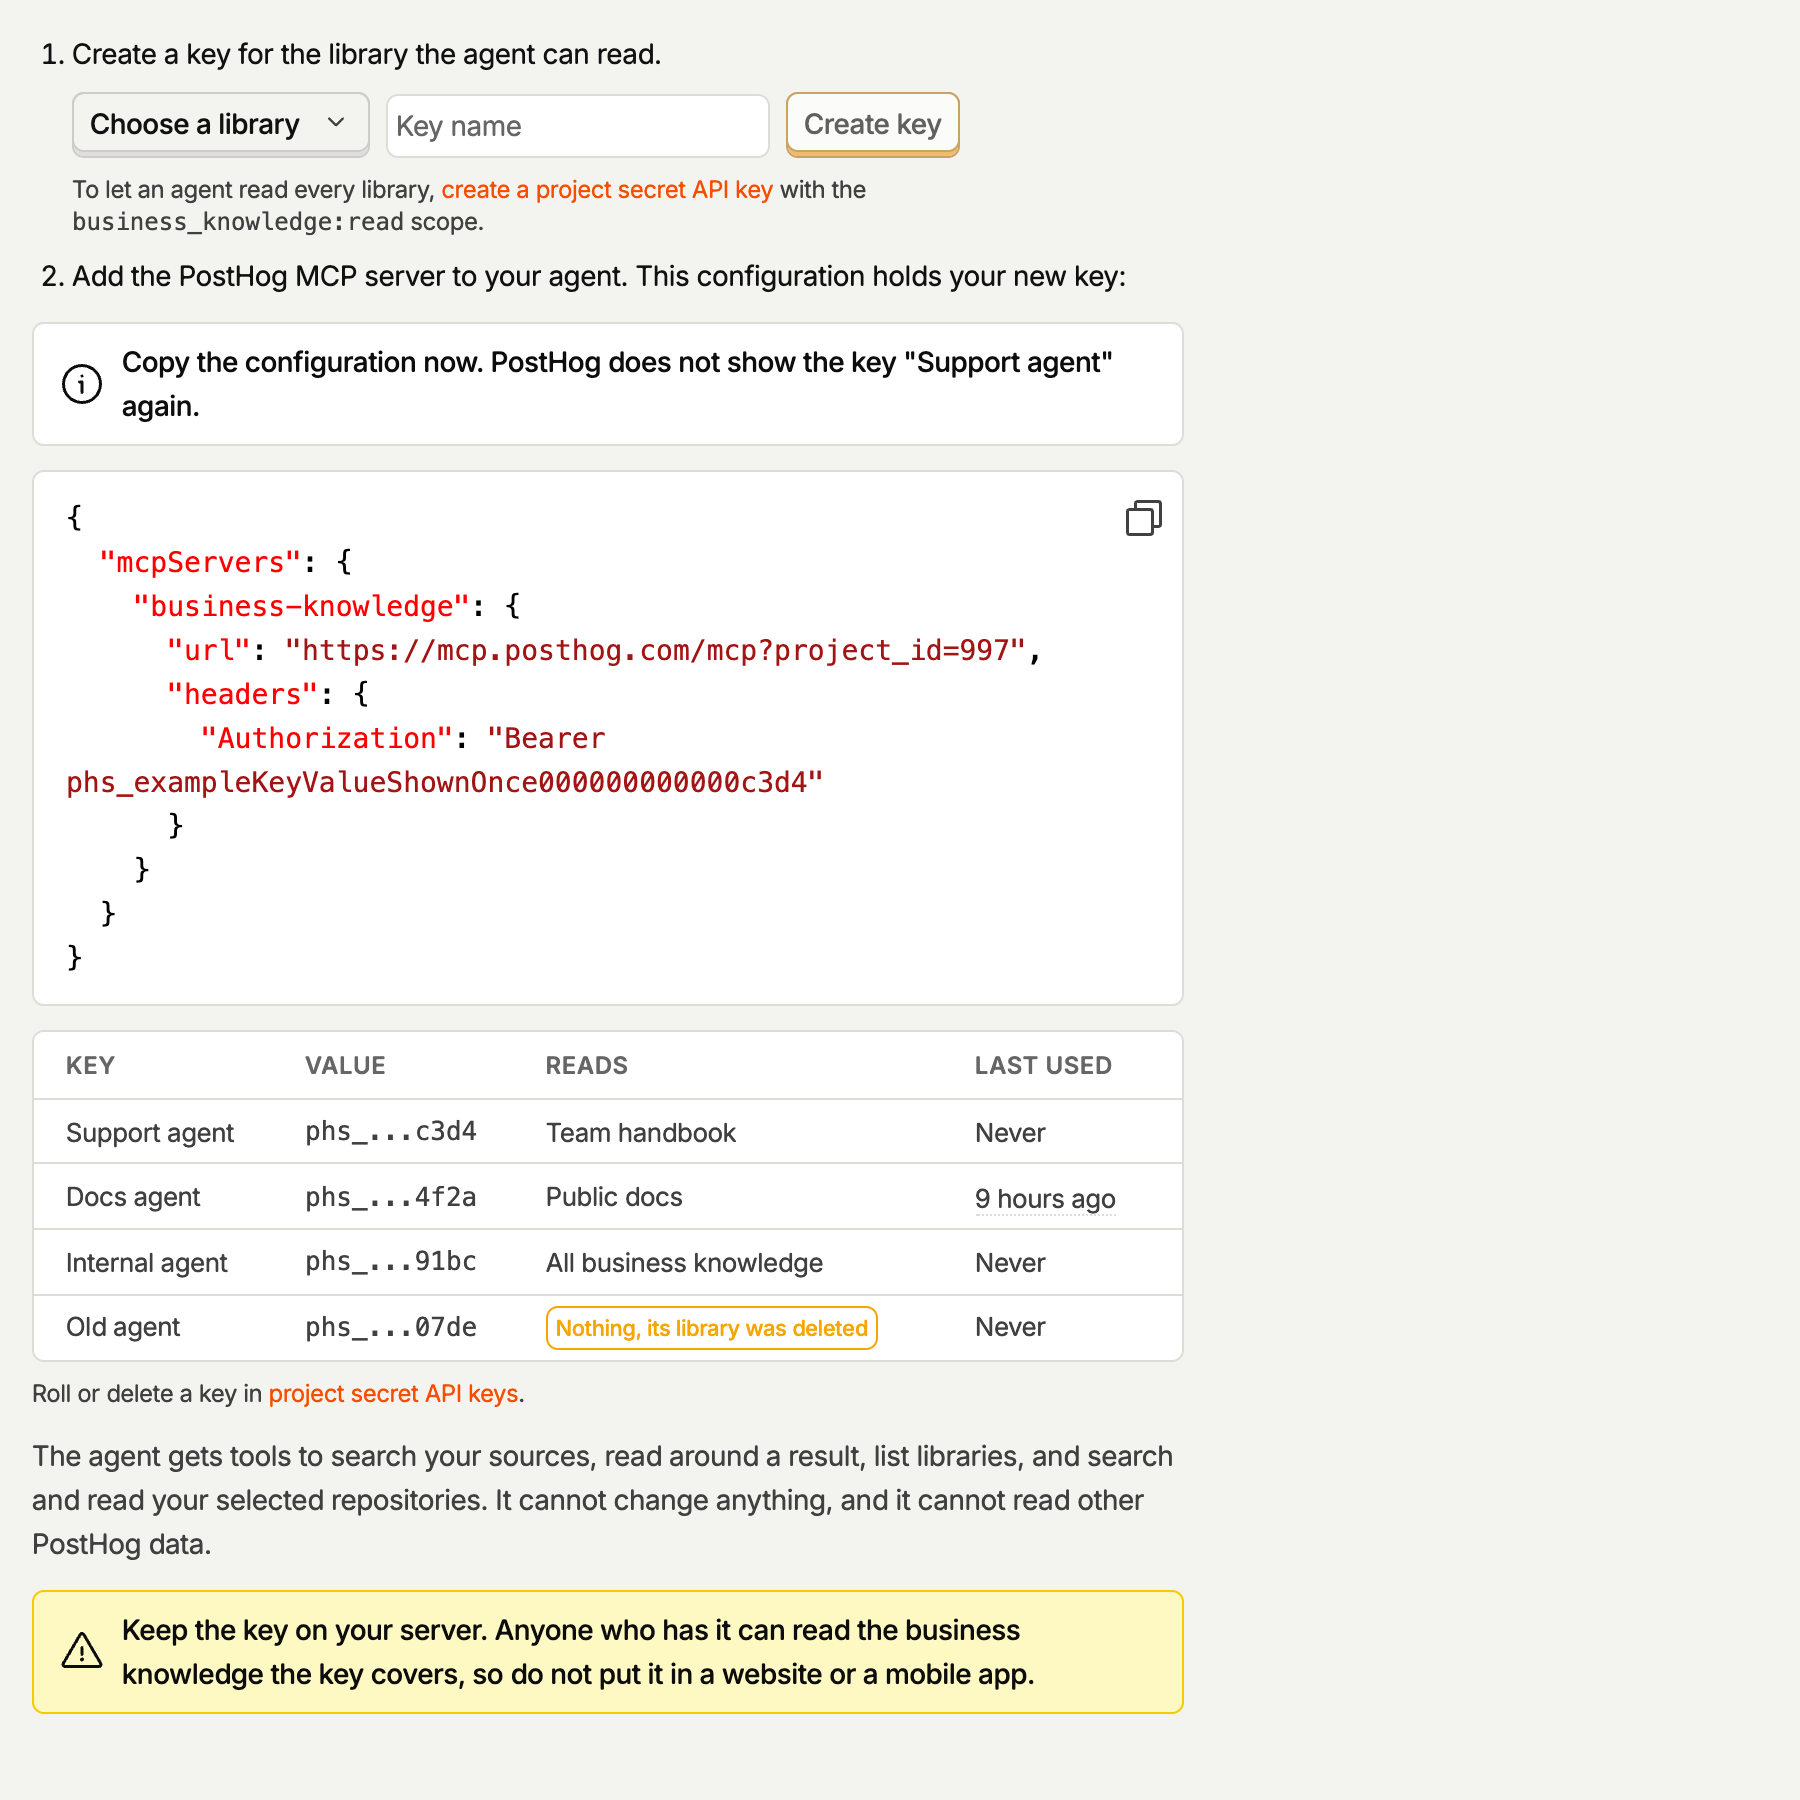 1. Create a key for the library the agent can read.
Choose a library
Key name
Create key
To let an agent read every library, create a project secret API key with the
business_knowledge:read scope.
2. Add the PostHog MCP server to your agent. This configuration holds your new key:
Copy the configuration now. PostHog does not show the key "Support agent"
again.
{
  "mcpServers": {
    "business-knowledge": {
      "url": "https://mcp.posthog.com/mcp?project_id=997",
      "headers": {
        "Authorization": "Bearer
phs_exampleKeyValueShownOnce000000000000c3d4"
      }
    }
  }
}
KEY VALUE READS LAST USED
Support agent phs_...c3d4 Team handbook Never
Docs agent phs_...4f2a Public docs 9 hours ago
Internal agent phs_...91bc All business knowledge Never
Old agent phs_...07de Nothing, its library was deleted Never
Roll or delete a key in project secret API keys.
The agent gets tools to search your sources, read around a result, list libraries, and search
and read your selected repositories. It cannot change anything, and it cannot read other
PostHog data.
Keep the key on your server. Anyone who has it can read the business
knowledge the key covers, so do not put it in a website or a mobile app.